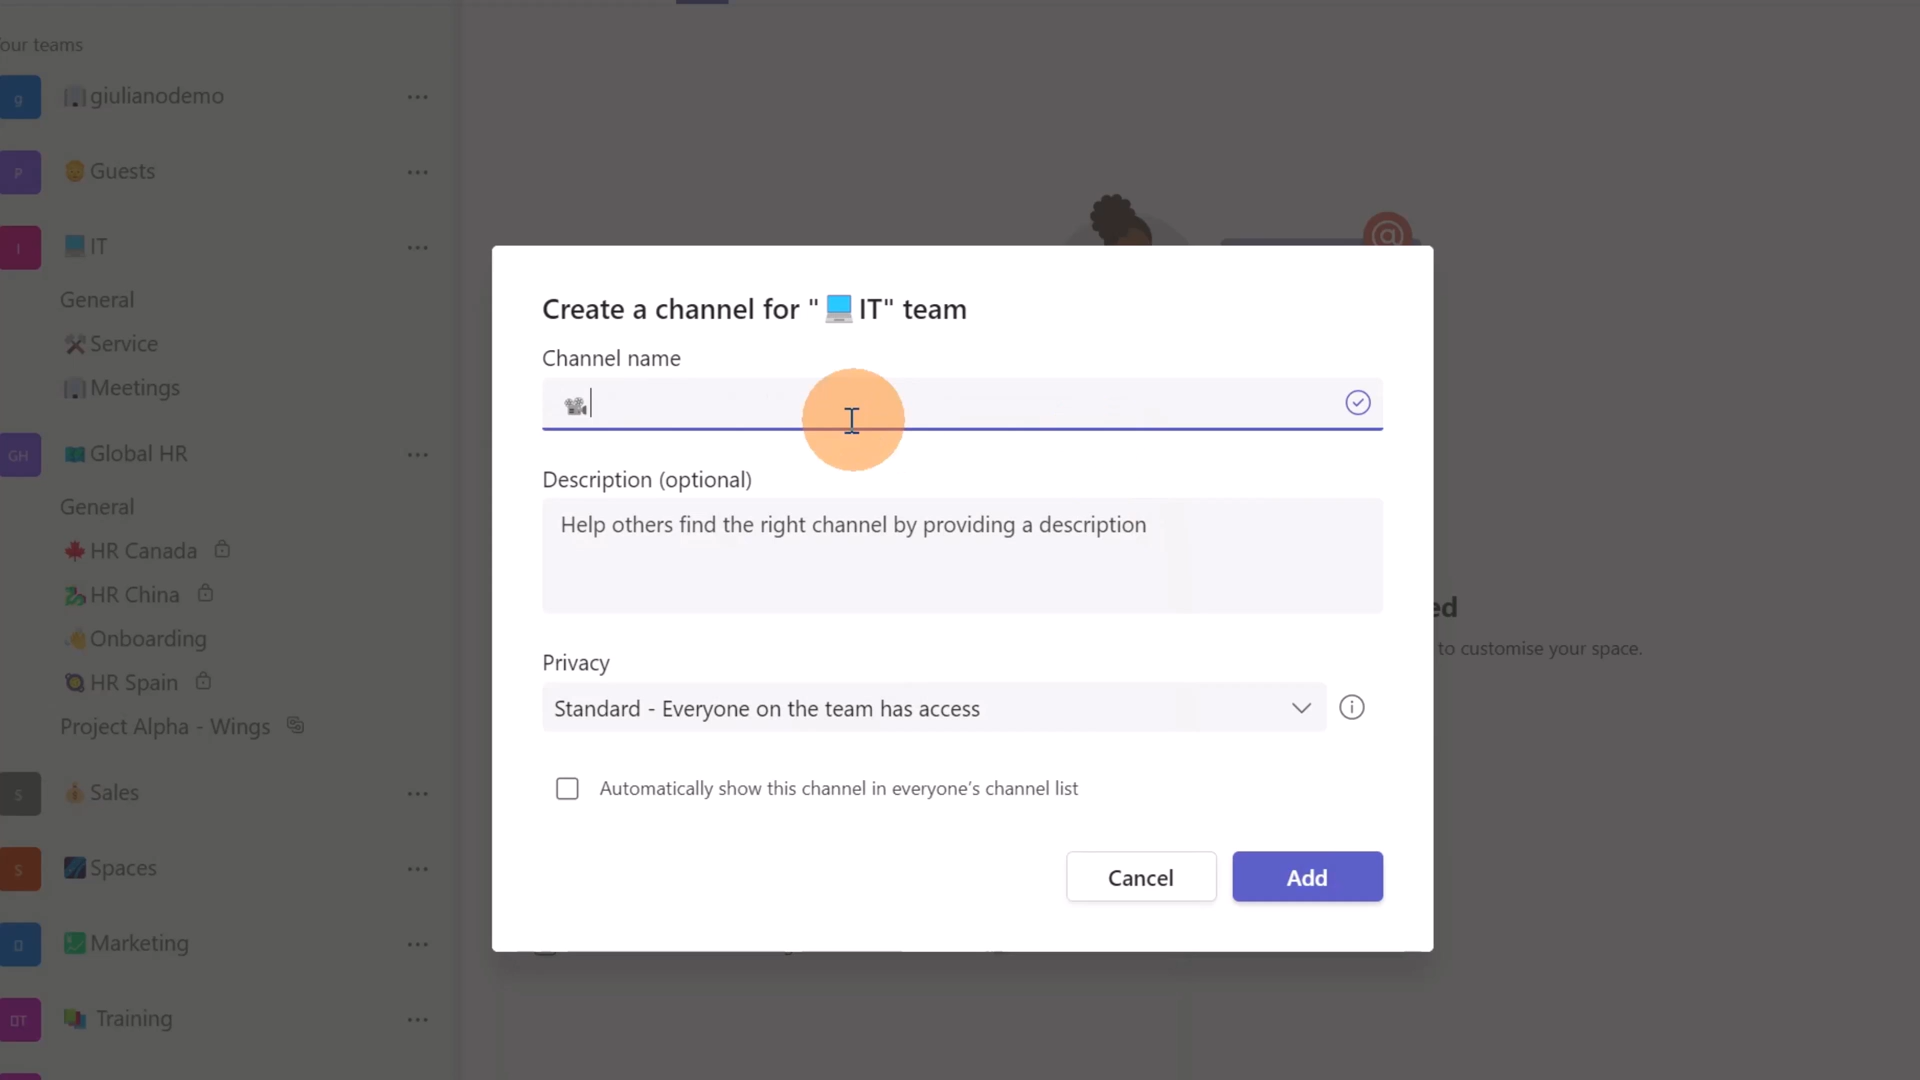 our teams
g
giulianodemo
P
Guests
I
IT
General
Service
Meetings
GH
Global HR
General
HR Canada
HR China
Onboarding
HR Spain
Project Alpha - Wings
S
Sales
S
Spaces
Marketing
Training
@
Create a channel for "💻IT" team
Channel name
📽
Description (optional)
Help others find the right channel by providing a description
Privacy
Standard - Everyone on the team has access
Automatically show this channel in everyone's channel list
Cancel
Add
ed
to customise your space.